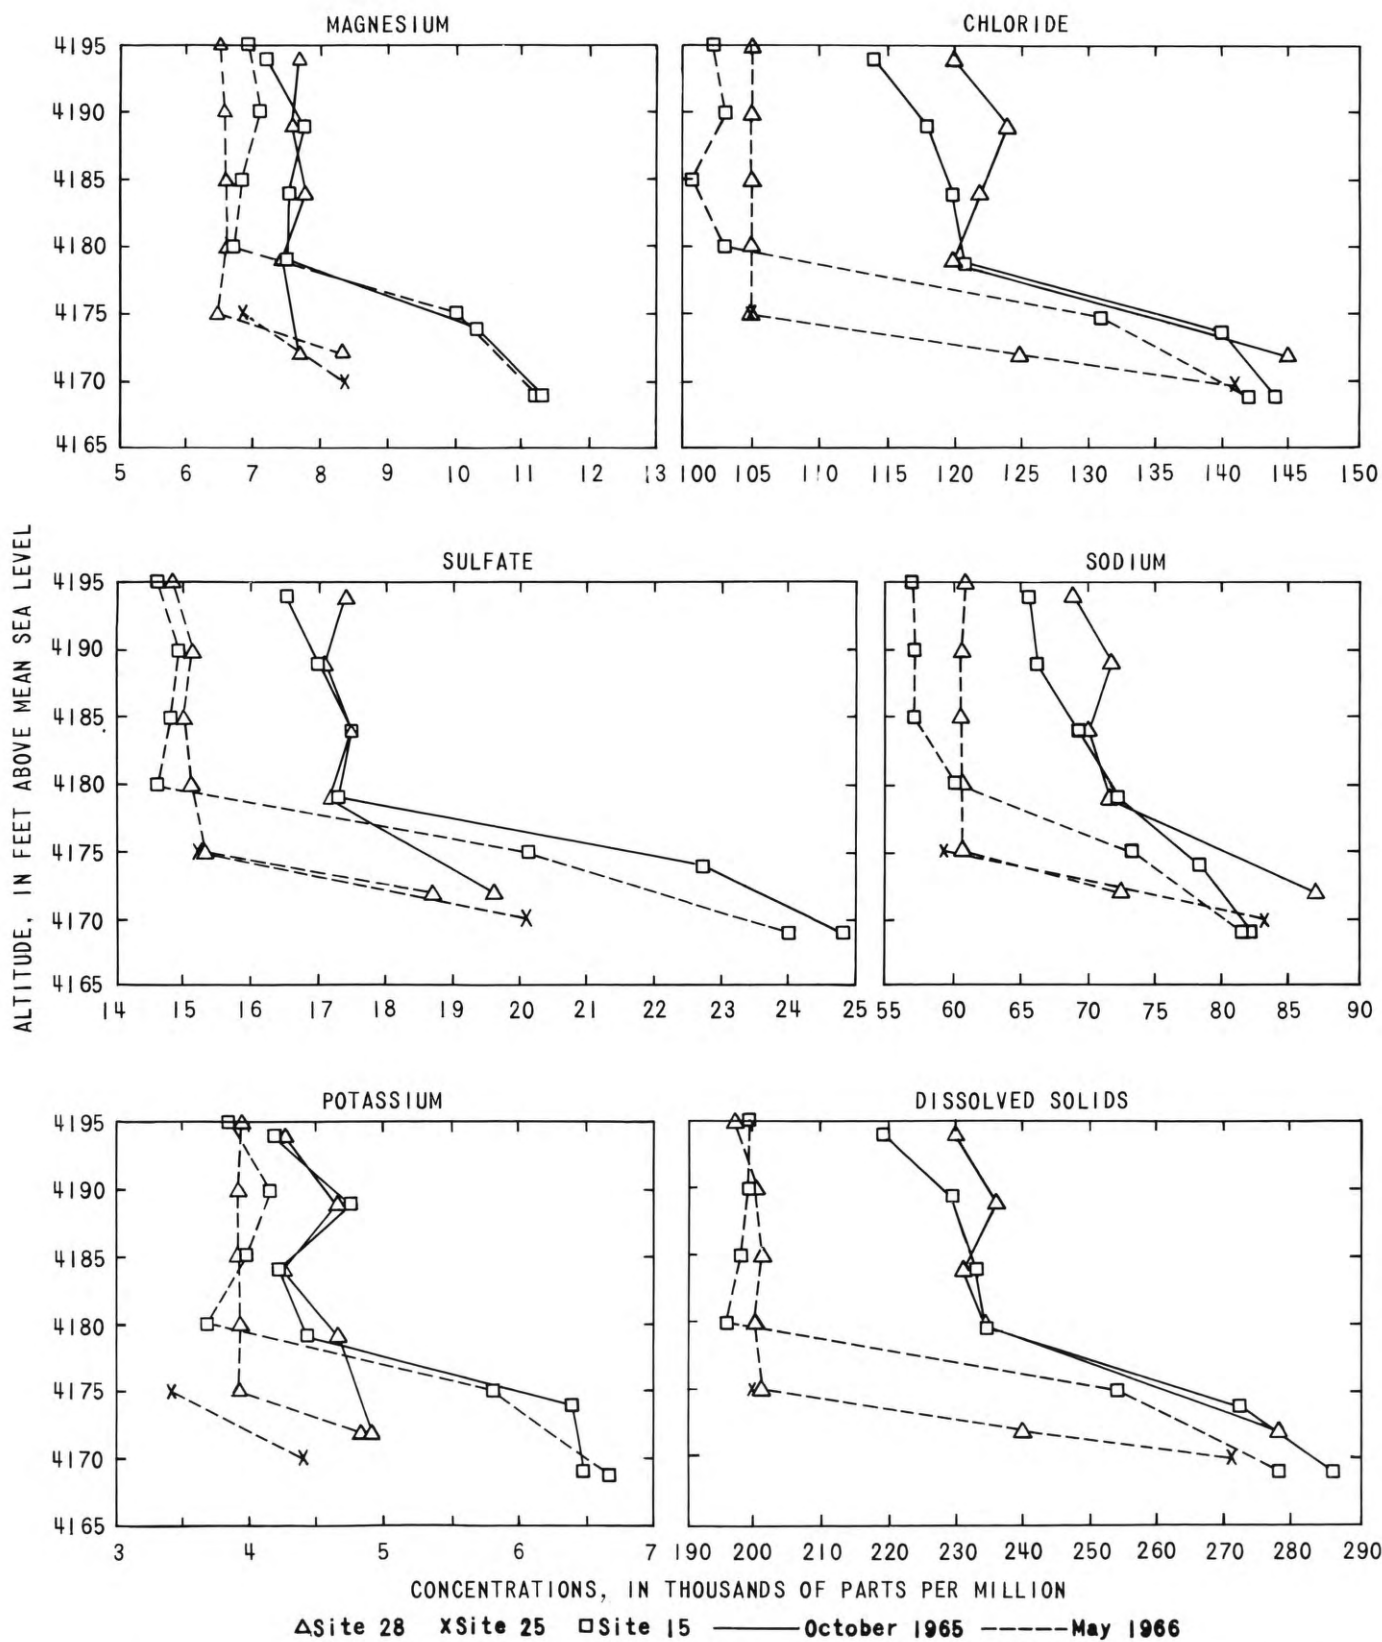 MAGNESIUM
CHLORIDE
4195
4190
4185
4180
4175
4170
4165
5 6 7 8 9 10 11 12 13
100 105 110 115 120 125 130 135 140 145 150
ALTITUDE, IN FEET ABOVE MEAN SEA LEVEL
SULFATE
SODIUM
4195
4190
4185
4180
4175
4170
4165
14 15 16 17 18 19 20 21 22 23 24 25
55 60 65 70 75 80 85 90
POTASSIUM
DISSOLVED SOLIDS
4195
4190
4185
4180
4175
4170
4165
3 4 5 6 7
190 200 210 220 230 240 250 260 270 280 290
CONCENTRATIONS, IN THOUSANDS OF PARTS PER MILLION
△Site 28 XSite 25 □Site 15 October 1965 May 1966